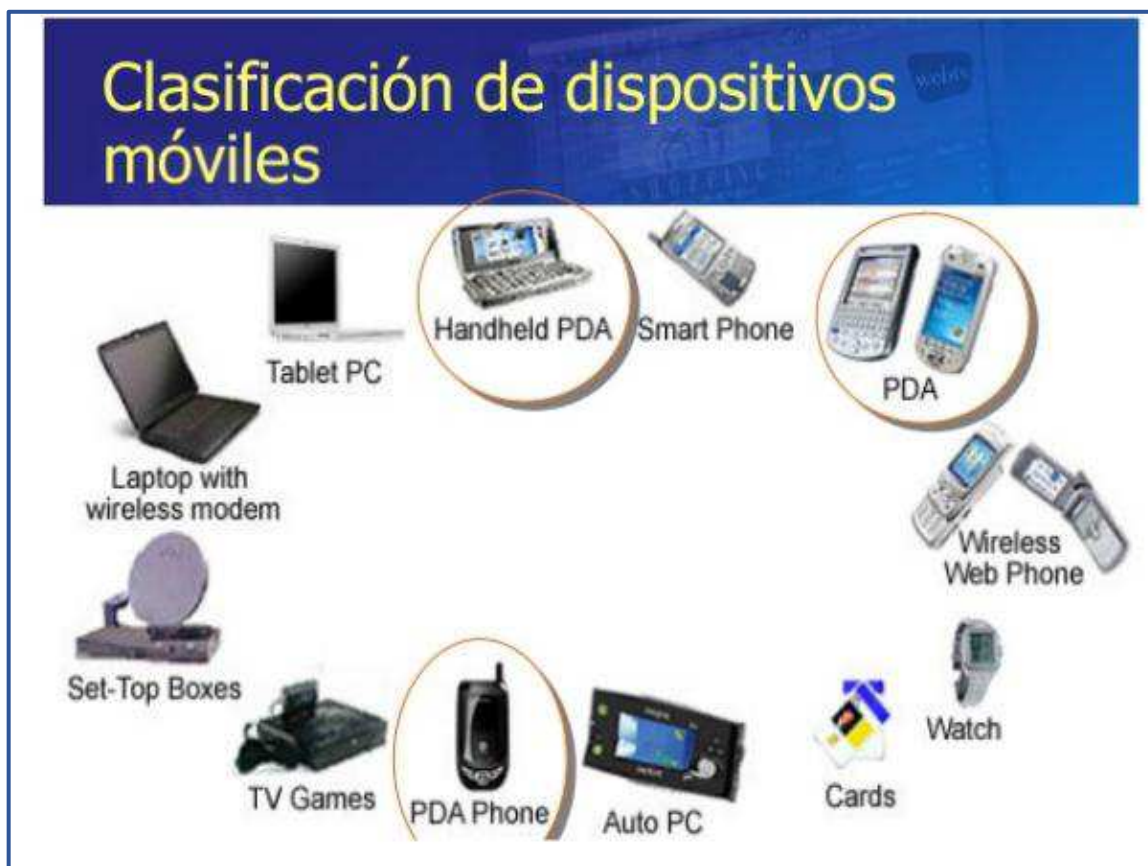 Clasificación de dispositivos
móviles
Handheld PDA
Smart Phone
Tablet PC
PDA
Laptop with
wireless modem
Wireless
Web Phone
Set-Top Boxes
Watch
TV Games
PDA Phone
Auto PC
Cards